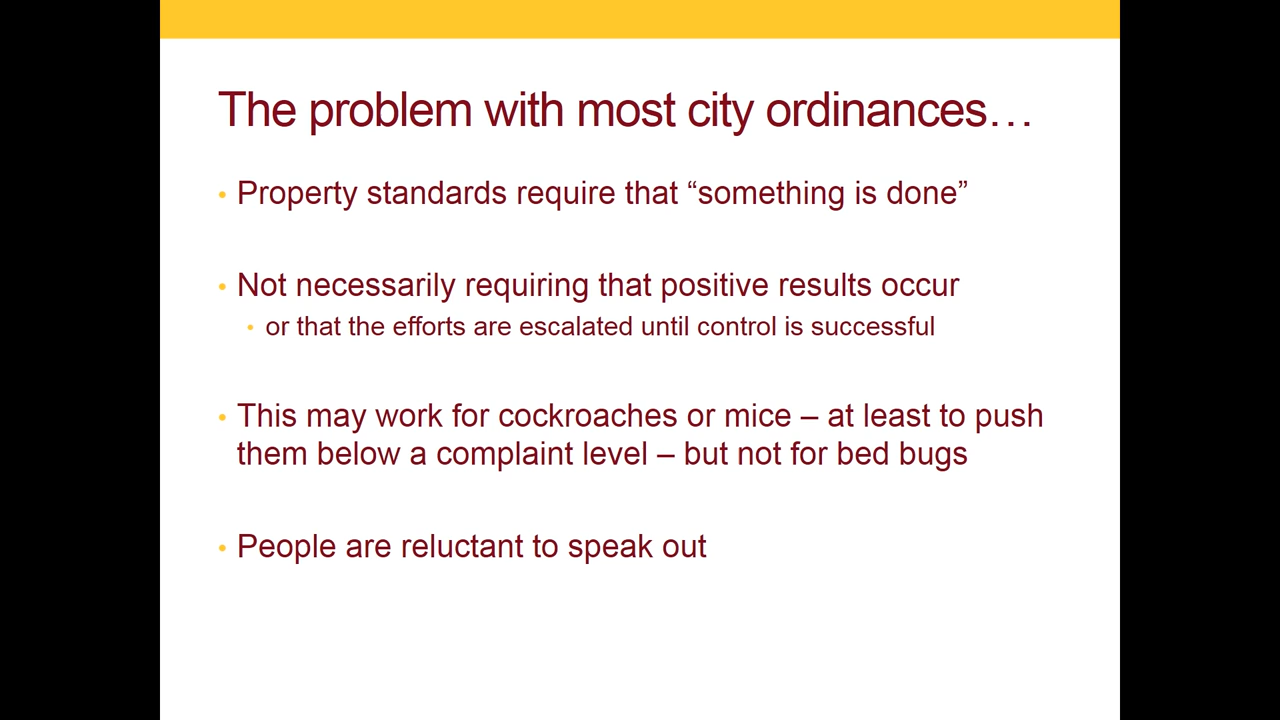 The problem with most city ordinances…
• Property standards require that “something is done”
• Not necessarily requiring that positive results occur
• or that the efforts are escalated until control is successful
• This may work for cockroaches or mice – at least to push
them below a complaint level – but not for bed bugs
• People are reluctant to speak out